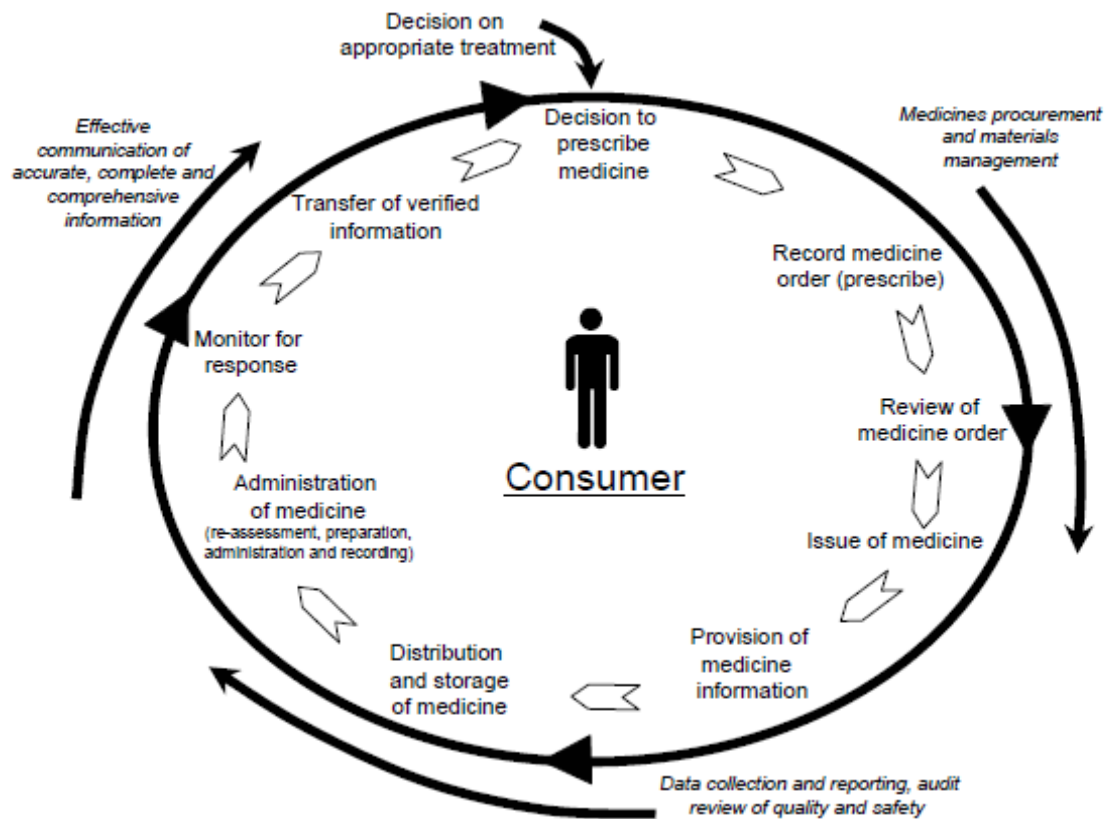 Decision on
appropriate treatment
Effective
communication of
accurate, complete and
comprehensive
information
Medicines procurement
and materials
management
Decision to
prescribe
medicine
Record medicine
order (prescribe)
Review of
medicine order
Issue of medicine
Provision of
medicine
information
Distribution
and storage
of medicine
Administration
of medicine
(re-assessment, preparation,
administration and recording)
Monitor for
response
Transfer of verified
information
Consumer
Data collection and reporting, audit
review of quality and safety